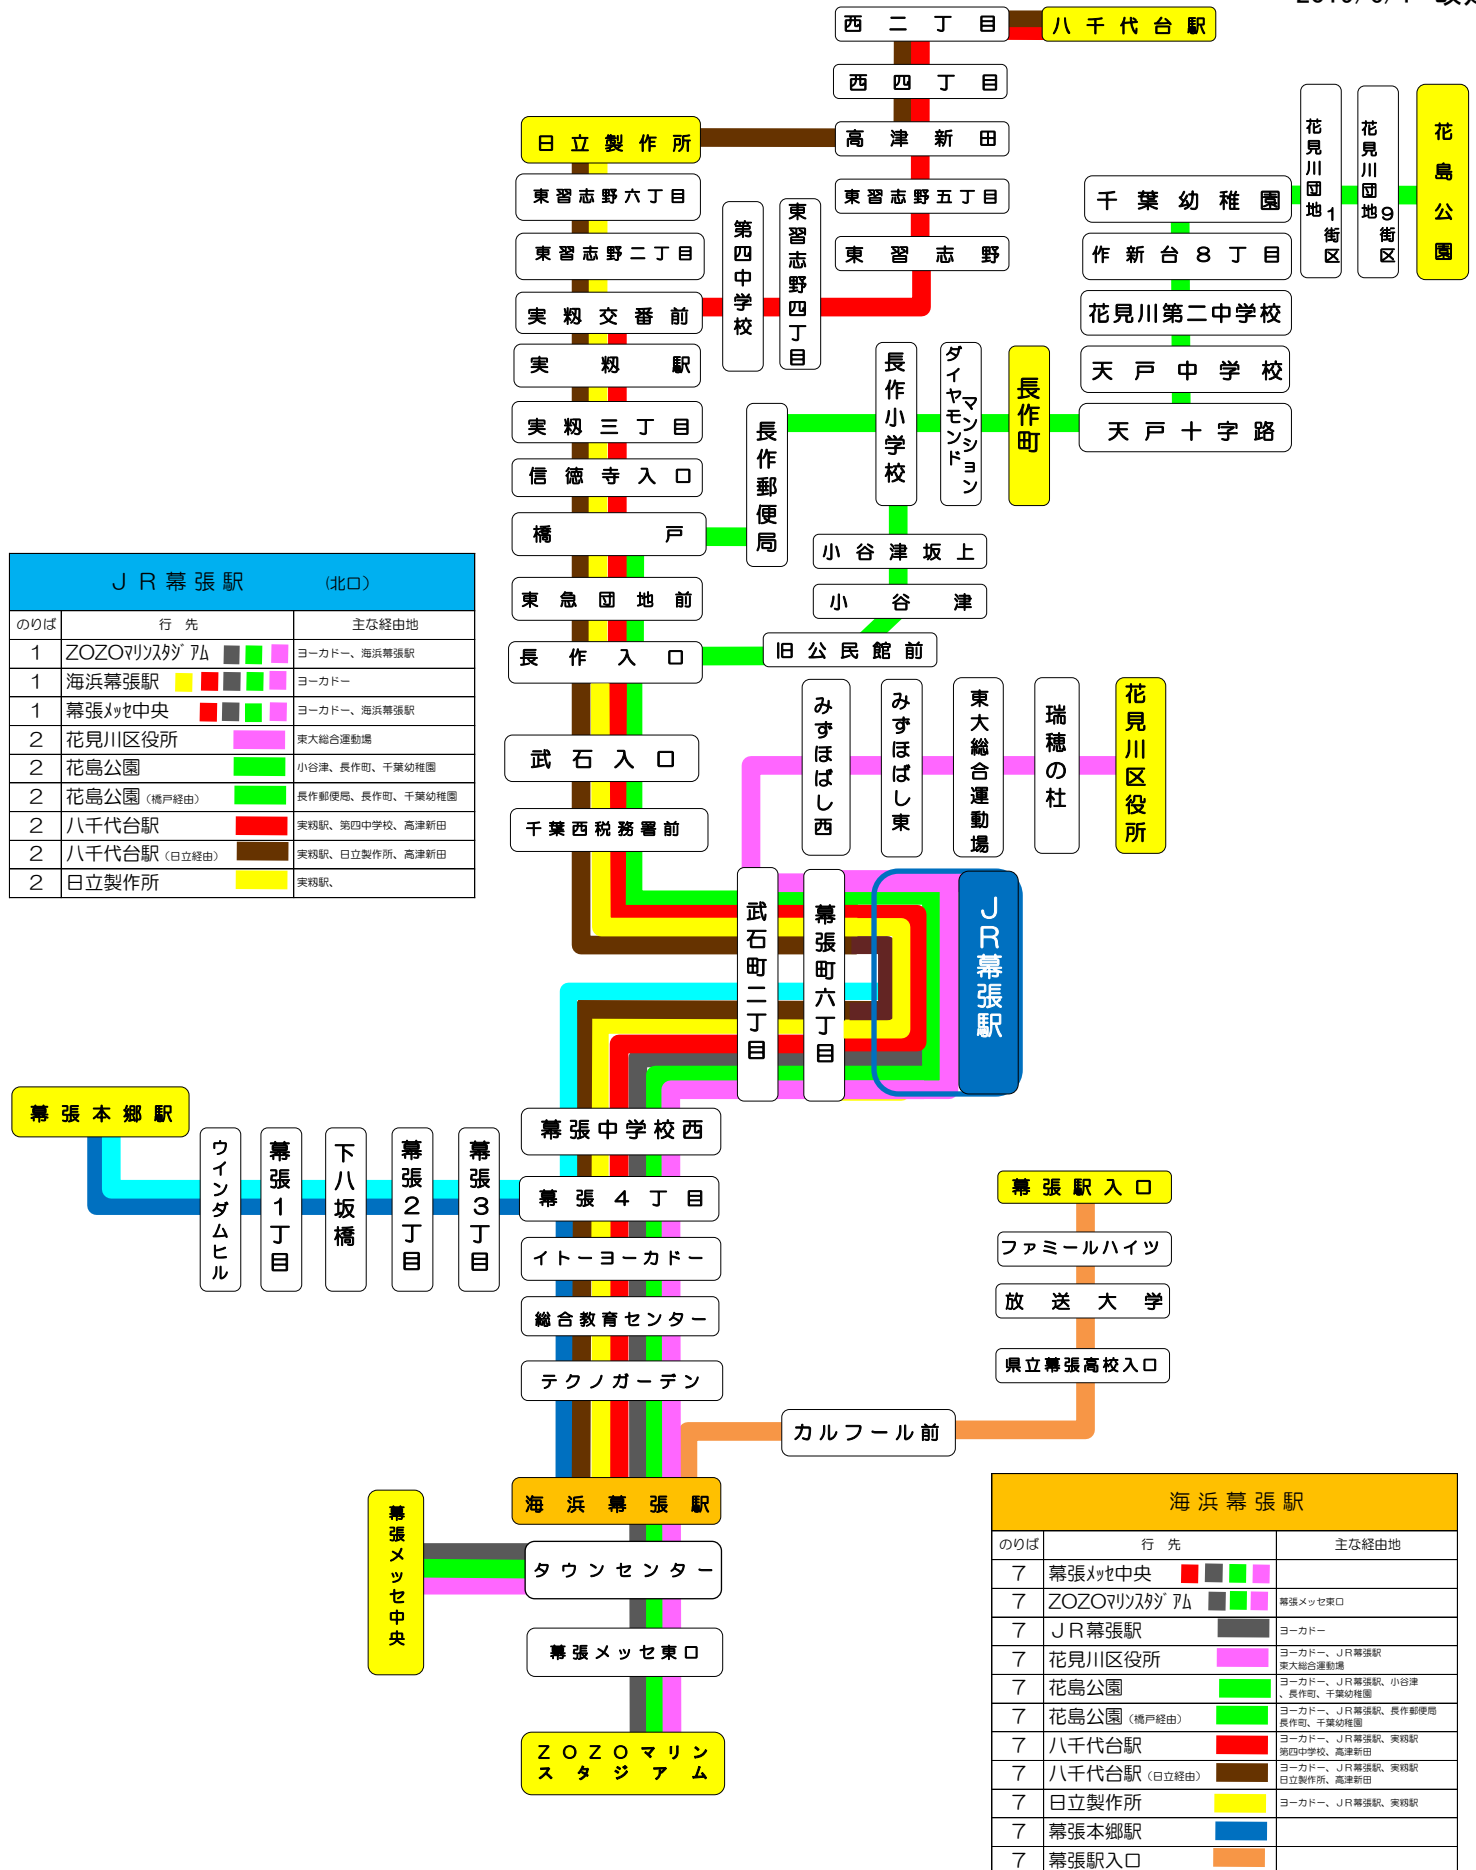 西二丁目
八千代台駅
西四丁目
日立製作所
高津新田
東習志野六丁目
東習志野五丁目
東習志野二丁目
東習志野
第四中学校
東習志野四丁目
実籾交番前
実籾駅
実籾三丁目
信徳寺入口
橋戸
東急団地前
長作入口
武石入口
千葉西税務署前
花見川団地1街区
花見川団地9街区
花島公園
千葉幼稚園
作新台8丁目
花見川第二中学校
天戸中学校
天戸十字路
長作町
ダイヤモンドマンション
長作小学校
長作郵便局
小谷津坂上
小谷津
旧公民館前
みずほばし西
みずほばし東
東大総合運動場
瑞穂の杜
花見川区役所
武石町二丁目
幕張町六丁目
JR幕張駅
JR幕張駅 (北口)
のりば 行先 主な経由地
1 ZOZOマリンスタジアム ヨーカドー、海浜幕張駅
1 海浜幕張駅 ヨーカドー
1 幕張メッセ中央 ヨーカドー、海浜幕張駅
2 花見川区役所 東大総合運動場
2 花島公園 小谷津、長作町、千葉幼稚園
2 花島公園(橋戸経由) 長作郵便局、長作町、千葉幼稚園
2 八千代台駅 実籾駅、第四中学校、高津新田
2 八千代台駅(日立経由) 実籾駅、日立製作所、高津新田
2 日立製作所 実籾駅、
幕張本郷駅
ウインダムヒル
幕張1丁目
下八坂橋
幕張2丁目
幕張3丁目
幕張中学校西
幕張4丁目
イトーヨーカドー
総合教育センター
テクノガーデン
海浜幕張駅
幕張駅入口
ファミールハイツ
放送大学
県立幕張高校入口
カルフール前
幕張メッセ中央
タウンセンター
幕張メッセ東口
ZOZOマリン
スタジアム
海浜幕張駅
のりば 行先 主な経由地
7 幕張メッセ中央
7 ZOZOマリンスタジアム 幕張メッセ東口
7 JR幕張駅 ヨーカドー
7 花見川区役所 ヨーカドー、JR幕張駅
東大総合運動場
7 花島公園 ヨーカドー、JR幕張駅、小谷津
、長作町、千葉幼稚園
7 花島公園(橋戸経由) ヨーカドー、JR幕張駅、長作郵便局
長作町、千葉幼稚園
7 八千代台駅 ヨーカドー、JR幕張駅、実籾駅
第四中学校、高津新田
7 八千代台駅(日立経由) ヨーカドー、JR幕張駅、実籾駅
日立製作所、高津新田
7 日立製作所 ヨーカドー、JR幕張駅、実籾駅
7 幕張本郷駅
7 幕張駅入口